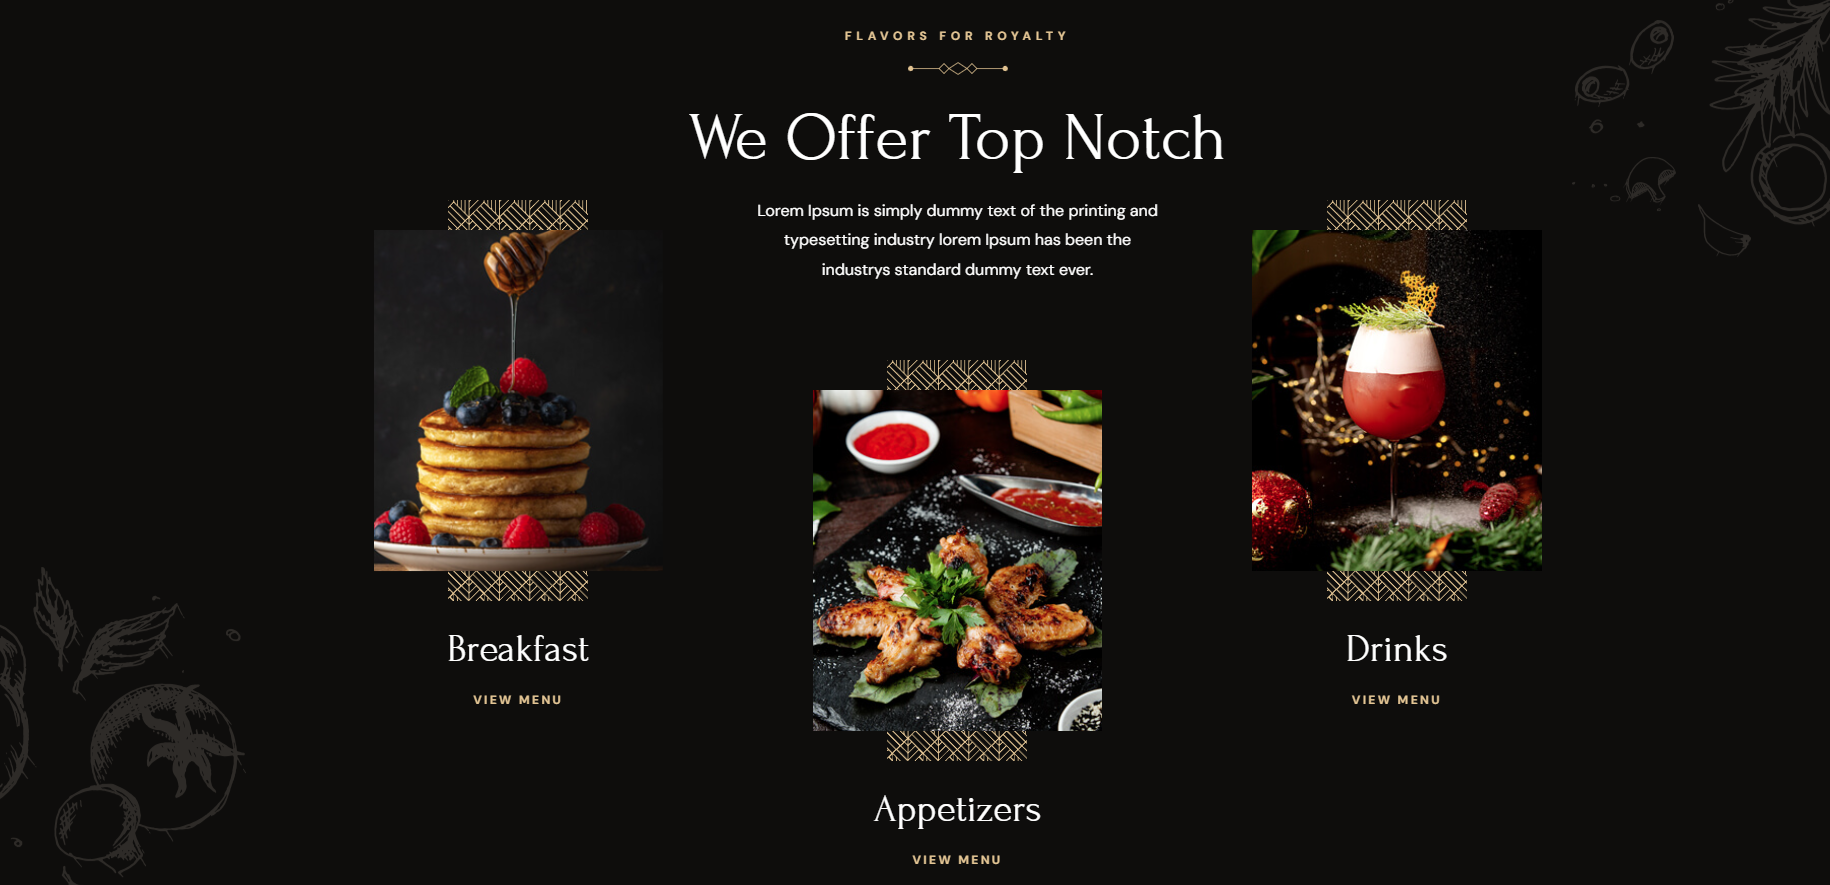 FLAVORS FOR ROYALTY
We Offer Top Notch
Lorem Ipsum is simply dummy text of the printing and
typesetting industry lorem Ipsum has been the
industrys standard dummy text ever.
Breakfast
VIEW MENU
Appetizers
VIEW MENU
Drinks
VIEW MENU